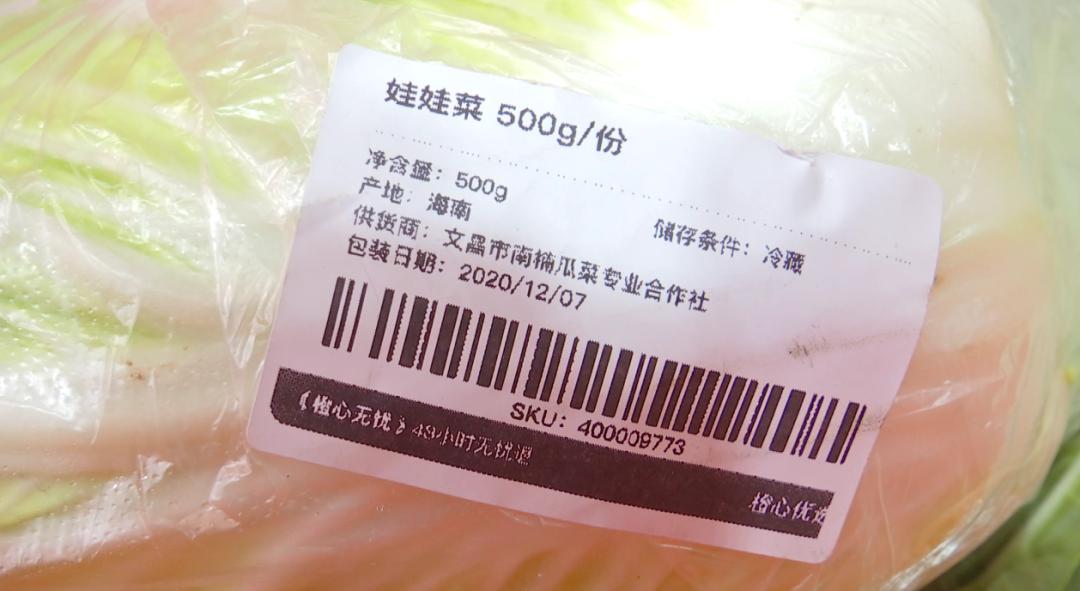 娃娃菜 500g/份
净含量：500g
产地：海南
储存条件：冷藏
供货商：文昌市南楠瓜菜专业合作社
包装日期：2020/12/07
SKU：400009773
《橙心无忧》48小时无忧退
橙心优选